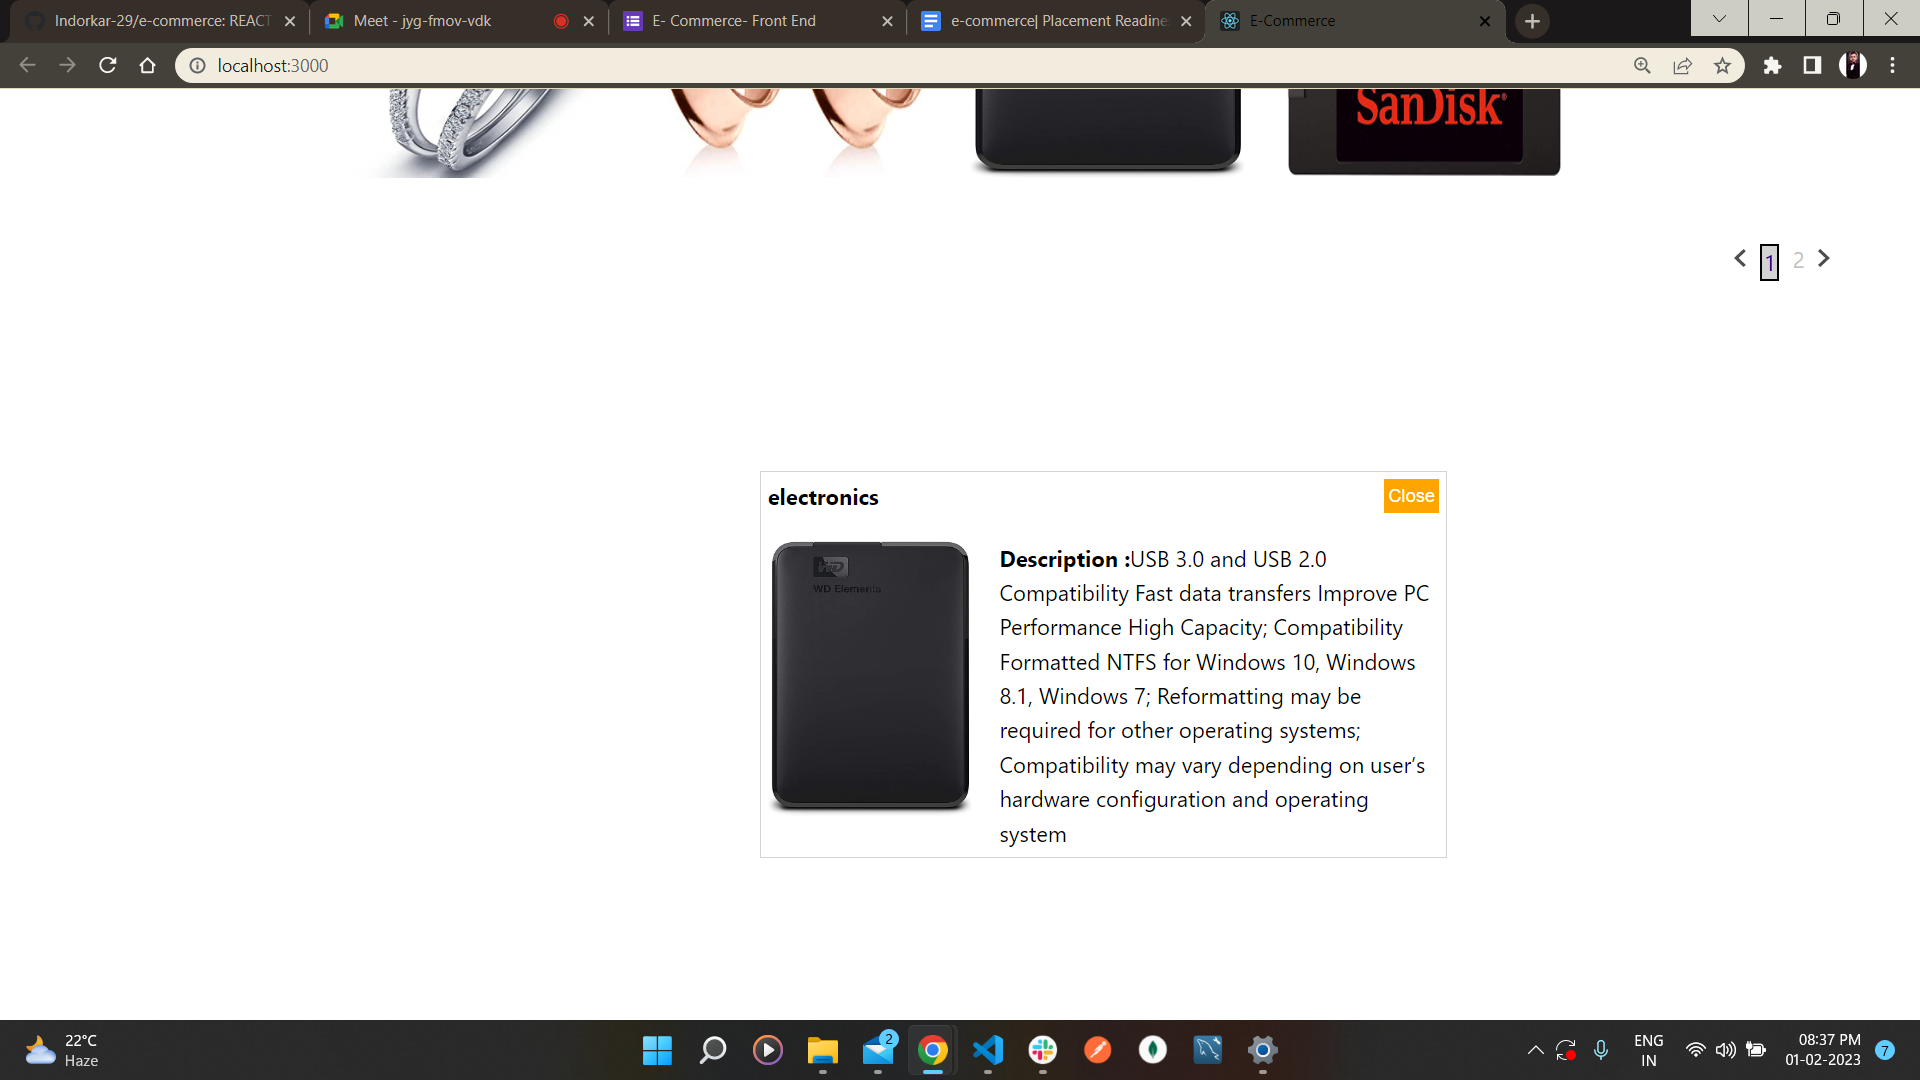 Indorkar-29/e-commerce: REACT
Meet - jyg-fmov-vdk
E- Commerce- Front End
e-commerce| Placement Readine
E-Commerce
localhost:3000
SanDisk®
1 2
electronics
Close
WD
WD Elements
Description :USB 3.0 and USB 2.0
Compatibility Fast data transfers Improve PC
Performance High Capacity; Compatibility
Formatted NTFS for Windows 10, Windows
8.1, Windows 7; Reformatting may be
required for other operating systems;
Compatibility may vary depending on user’s
hardware configuration and operating
system
22°C
Haze
2
ENG
IN
08:37 PM
01-02-2023
7